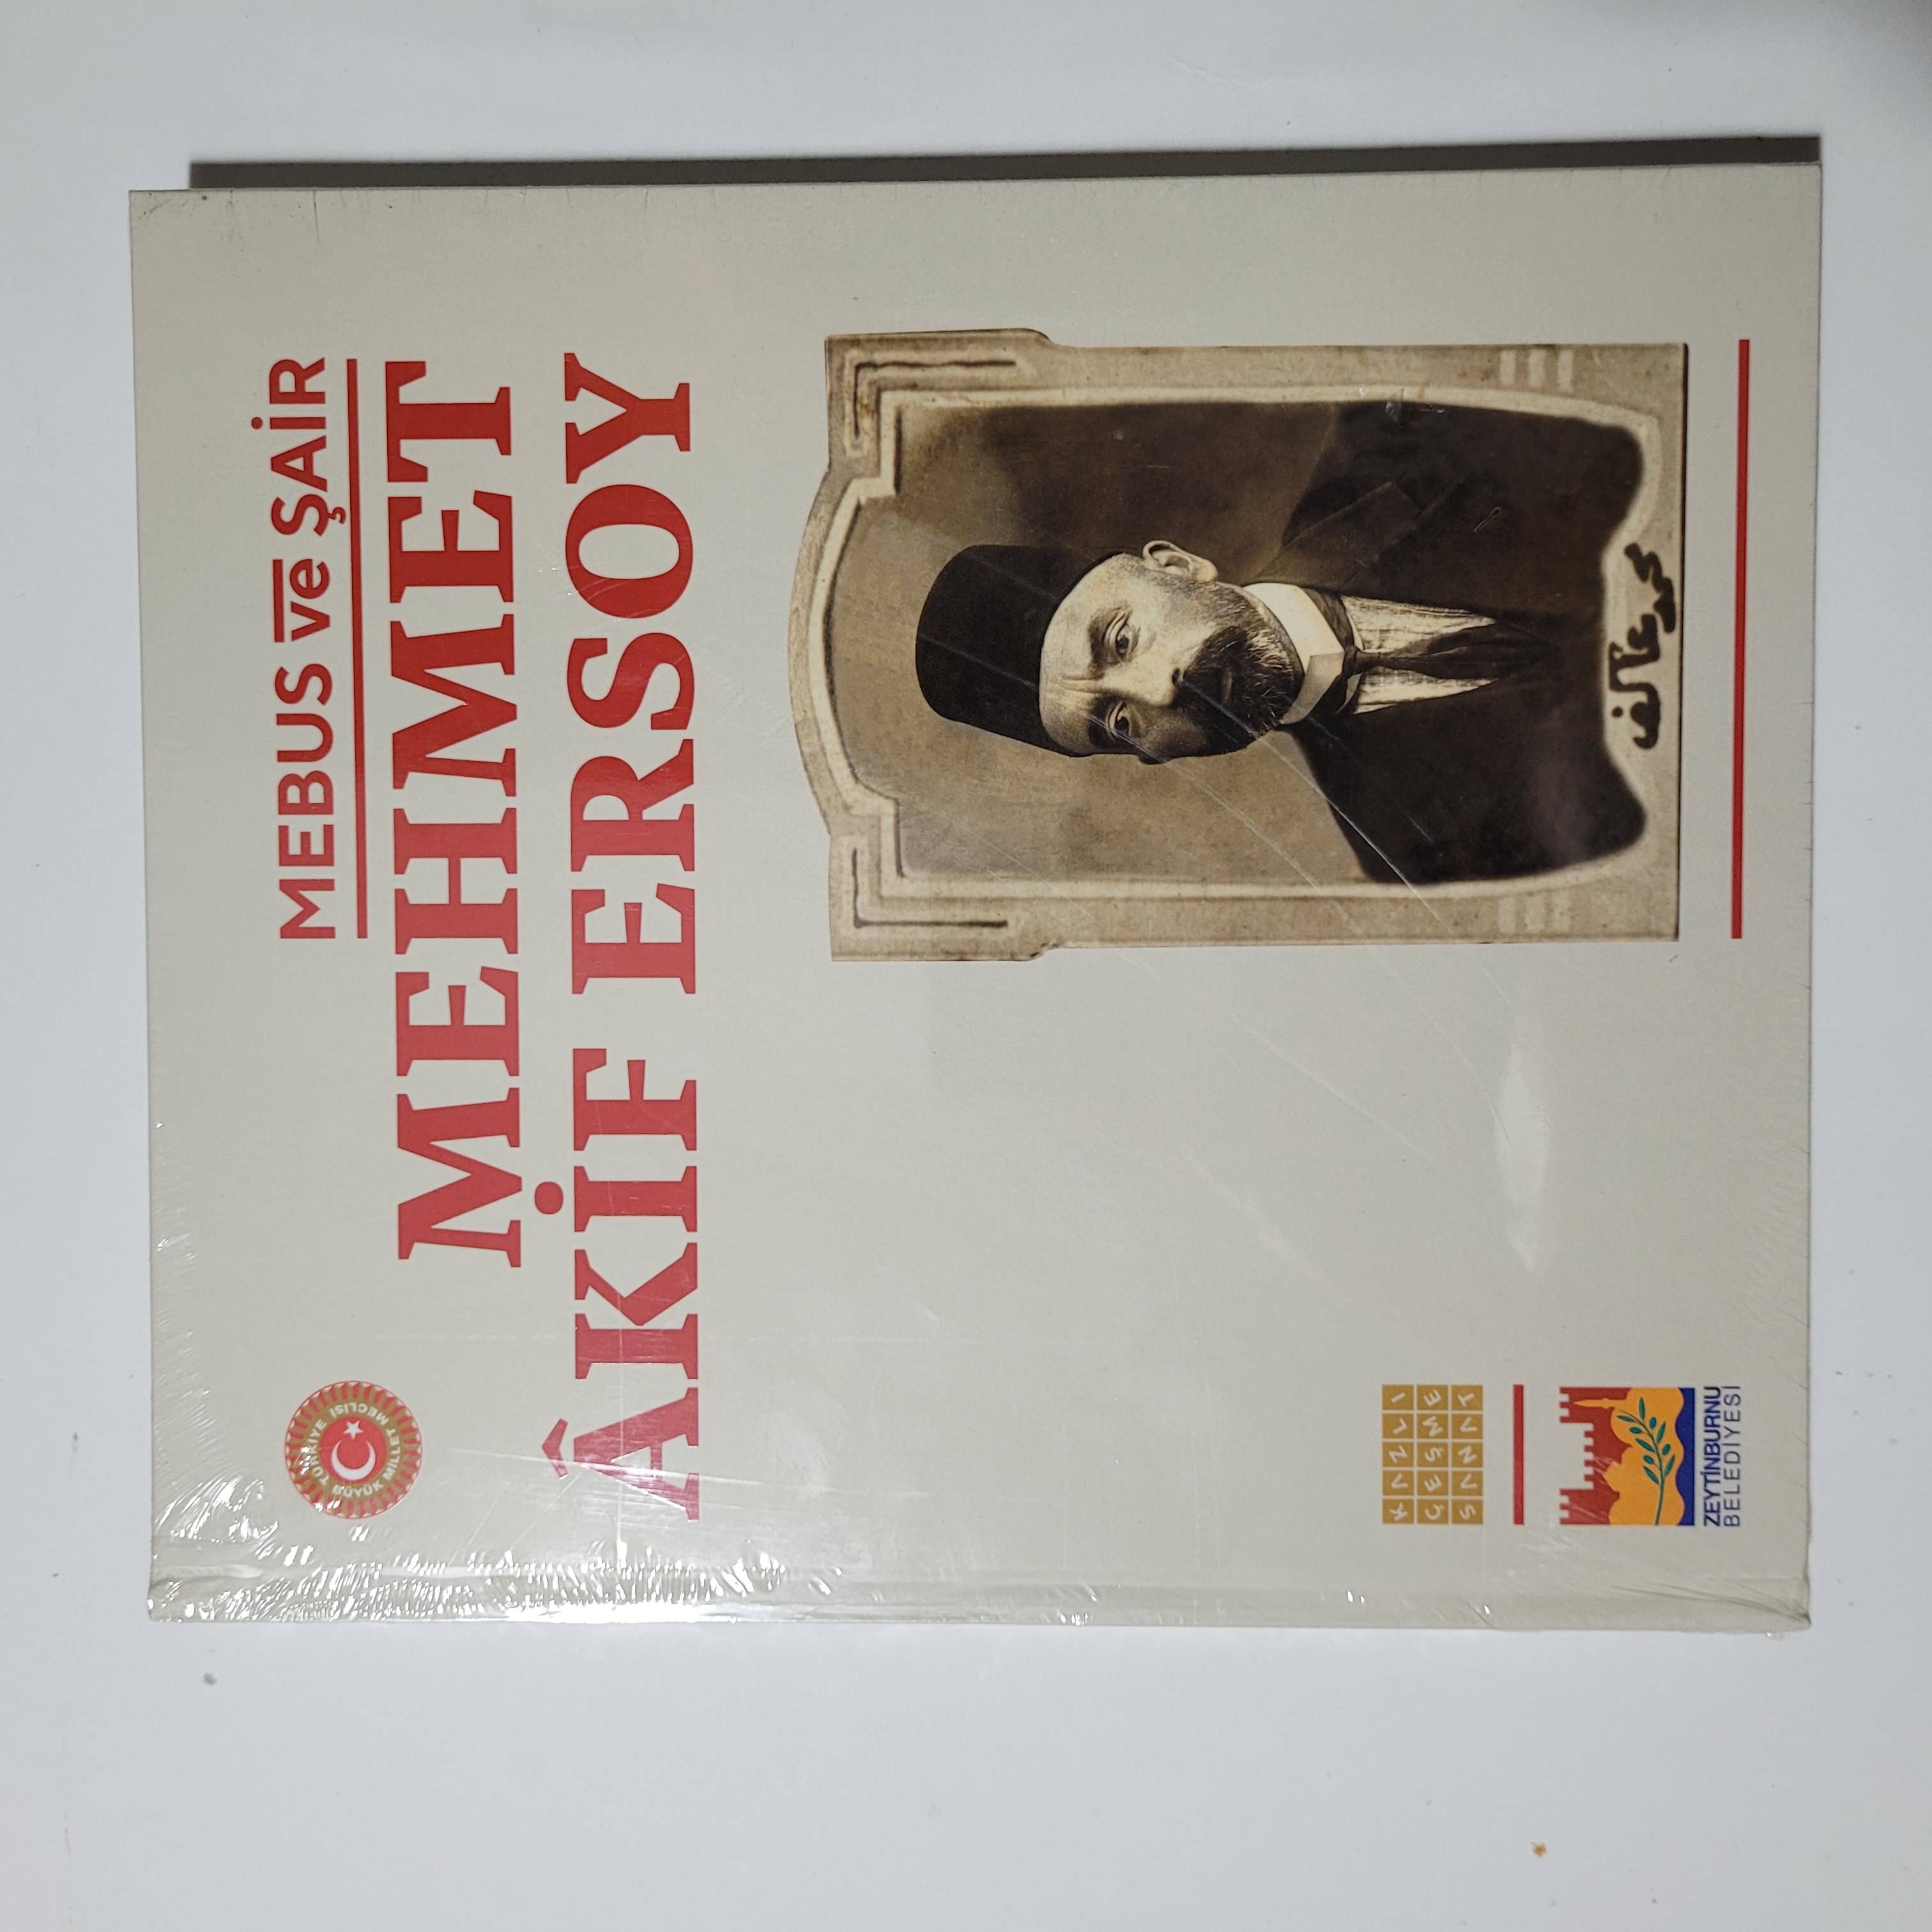 TÜRKİYE
BÜYÜK MİLLET MECLİSİ
MEBUS ve ŞAİR
MEHMET
ÂKİF ERSOY
محمد عاكف
KAZLI
ÇEŞME
SANAT
ZEYTİNBURNU
BELEDİYESİ